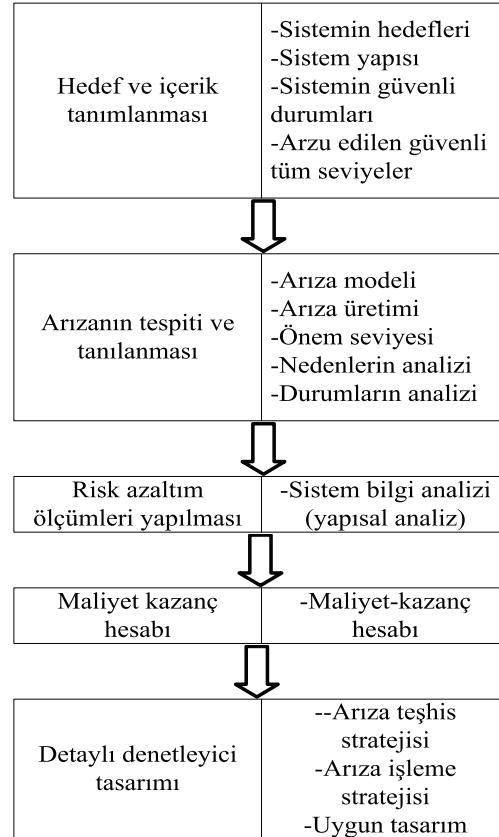 Hedef ve içerik
tanımlanması
-Sistemin hedefleri
-Sistem yapısı
-Sistemin güvenli
durumları
-Arzu edilen güvenli
tüm seviyeler
Arızanın tespiti ve
tanılanması
-Arıza modeli
-Arıza üretimi
-Önem seviyesi
-Nedenlerin analizi
-Durumların analizi
Risk azaltım
ölçümleri yapılması
-Sistem bilgi analizi
(yapısal analiz)
Maliyet kazanç
hesabı
-Maliyet-kazanç
hesabı
Detaylı denetleyici
tasarımı
--Arıza teşhis
stratejisi
-Arıza işleme
stratejisi
-Uygun tasarım